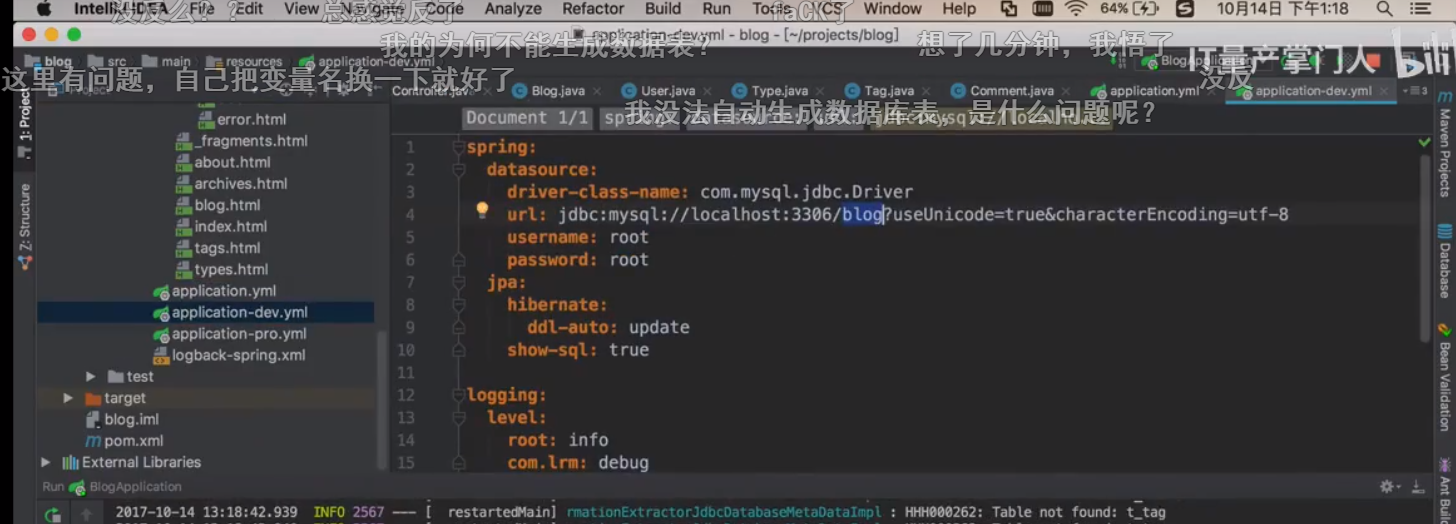 IntelliJ IDEA File Edit View Navigate Code Analyze Refactor Build Run Tools VCS Window Help 64% 10月14日 下午1:18
没反么！？
总感觉反了
faCK了
application-dev.yml - blog - [~/projects/blog]
我的为何不能生成数据表？
想了几分钟，我悟了
blog src main resources application-dev.yml
BlogApplication
IT量产掌门人
bilibili
这里有问题，自己把变量名换一下就好了
没反
Blog.java User.java Type.java Tag.java Comment.java application.yml application-dev.yml
我没法自动生成数据库表，是什么问题呢？
Document 1/1
1: Project
Z: Structure
error.html
_fragments.html
about.html
archives.html
blog.html
index.html
tags.html
types.html
application.yml
application-dev.yml
application-pro.yml
logback-spring.xml
test
target
blog.iml
pom.xml
External Libraries
1 spring:
2 datasource:
3 driver-class-name: com.mysql.jdbc.Driver
4 url: jdbc:mysql://localhost:3306/blog?useUnicode=true&characterEncoding=utf-8
5 username: root
6 password: root
7 jpa:
8 hibernate:
9 ddl-auto: update
10 show-sql: true
11
12 logging:
13 level:
14 root: info
15 com.lrm: debug
Maven Projects
Database
Bean Validation
Ant Build
Run BlogApplication
2017-10-14 13:18:42.939 INFO 2567 --- [ restartedMain] rmationExtractorJdbcDatabaseMetaDataImpl : HHH000262: Table not found: t_tag